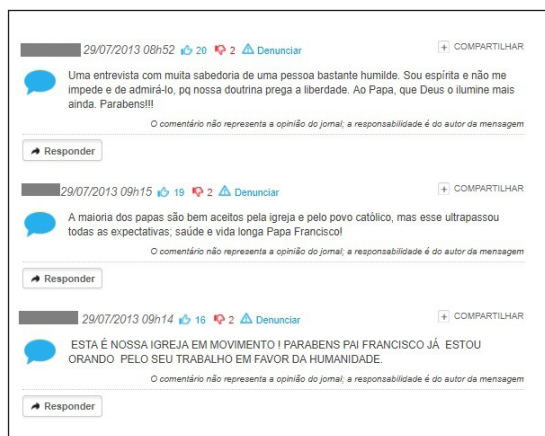 29/07/2013 08h52 20 2 Denunciar + COMPARTILHAR
Uma entrevista com muita sabedoria de uma pessoa bastante humilde. Sou espírita e não me
impede e de admirá-lo, pq nossa doutrina prega a liberdade. Ao Papa, que Deus o ilumine mais
ainda. Parabens!!!
O comentário não representa a opinião do jornal; a responsabilidade é do autor da mensagem
Responder
29/07/2013 09h15 19 2 Denunciar + COMPARTILHAR
A maioria dos papas são bem aceitos pela igreja e pelo povo católico, mas esse ultrapassou
todas as expectativas; saúde e vida longa Papa Francisco!
O comentário não representa a opinião do jornal; a responsabilidade é do autor da mensagem
Responder
29/07/2013 09h14 16 2 Denunciar + COMPARTILHAR
ESTA É NOSSA IGREJA EM MOVIMENTO ! PARABENS PAI FRANCISCO JÁ ESTOU
ORANDO PELO SEU TRABALHO EM FAVOR DA HUMANIDADE.
O comentário não representa a opinião do jornal; a responsabilidade é do autor da mensagem
Responder